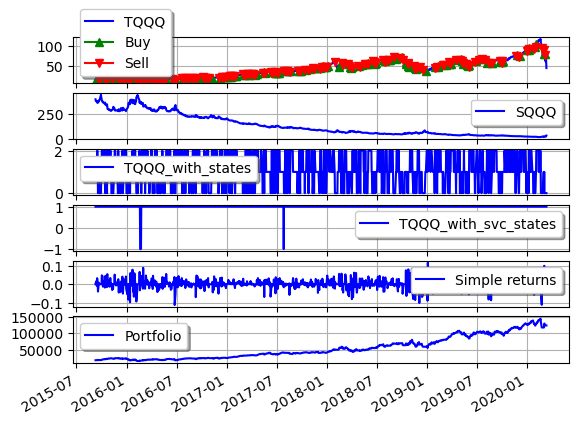 TQQQ
Buy
Sell
100
50
SQQQ
250
0
TQQQ_with_states
2
0
TQQQ_with_svc_states
1
0
−1
Simple returns
0.1
0.0
−0.1
Portfolio
150000
100000
50000
2015-07 2016-01 2016-07 2017-01 2017-07 2018-01 2018-07 2019-01 2019-07 2020-01